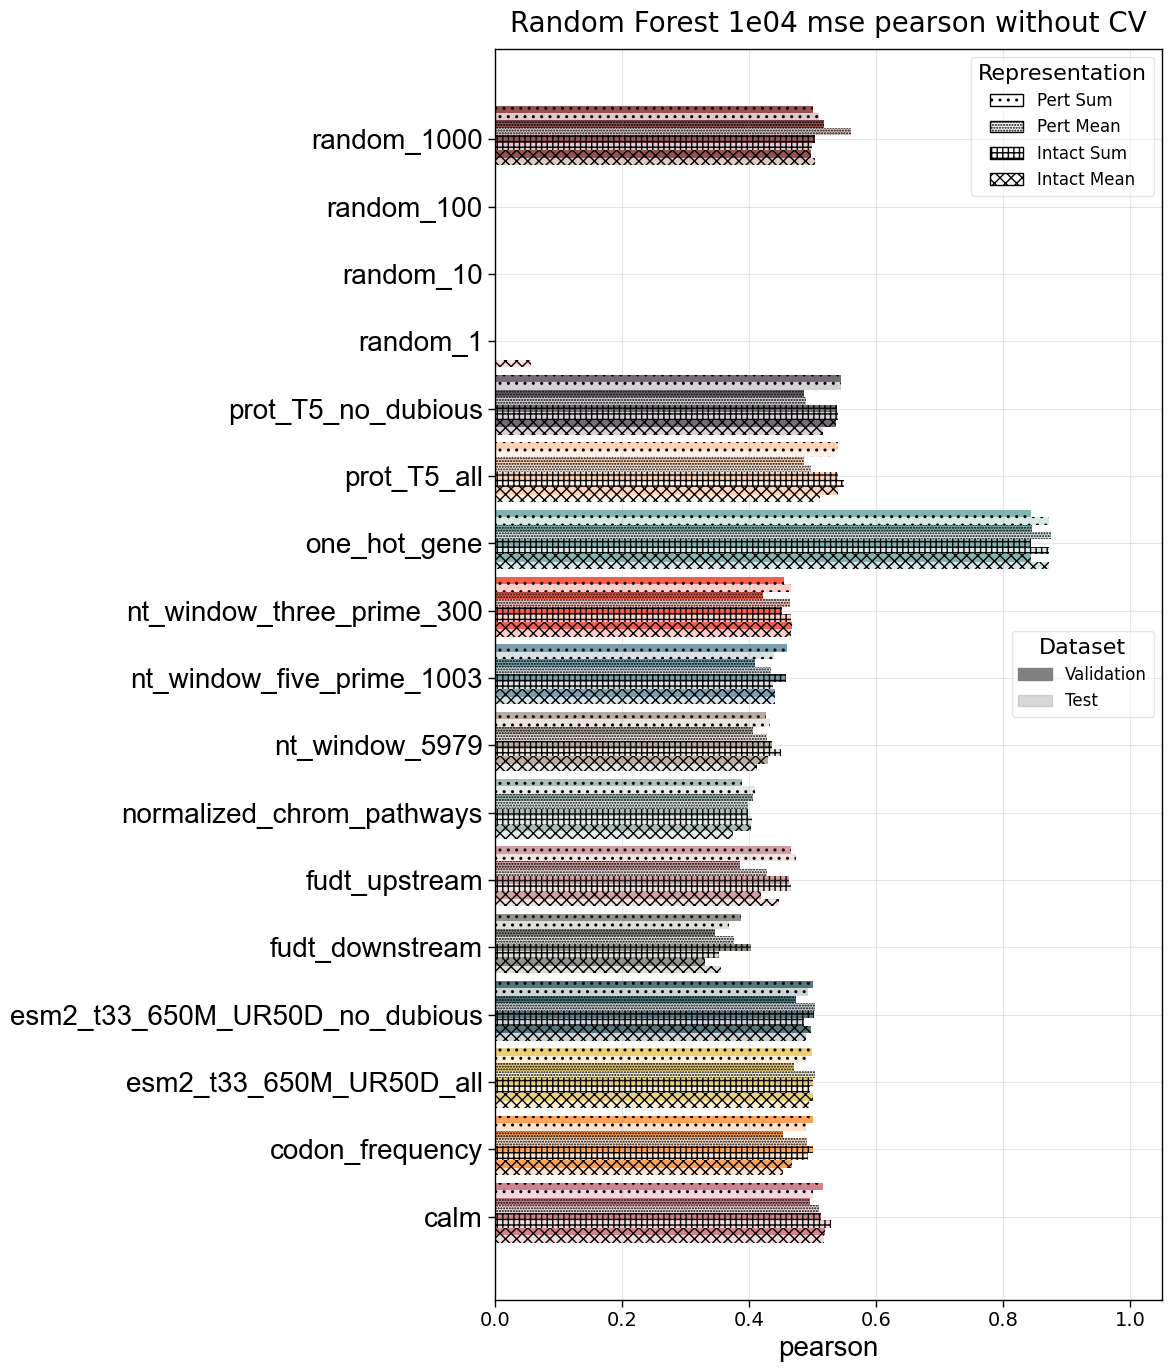 Random Forest 1e04 mse pearson without CV
Representation
Pert Sum
Pert Mean
Intact Sum
Intact Mean
random_1000
random_100
random_10
random_1
prot_T5_no_dubious
prot_T5_all
one_hot_gene
nt_window_three_prime_300
nt_window_five_prime_1003
nt_window_5979
normalized_chrom_pathways
fudt_upstream
fudt_downstream
esm2_t33_650M_UR50D_no_dubious
esm2_t33_650M_UR50D_all
codon_frequency
calm
Dataset
Validation
Test
0.0 0.2 0.4 0.6 0.8 1.0
pearson